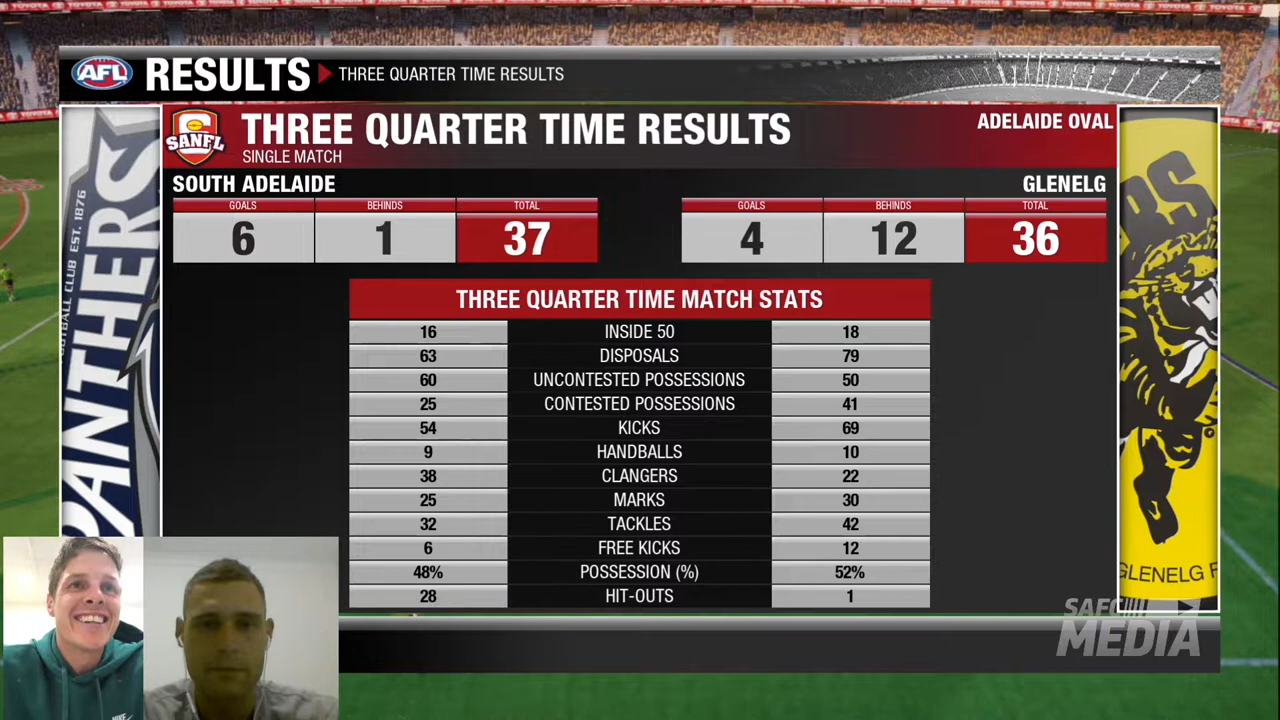 TOYOTA
AFL RESULTS THREE QUARTER TIME RESULTS
SANFL
THREE QUARTER TIME RESULTS
SINGLE MATCH
ADELAIDE OVAL
SOUTH ADELAIDE
GLENELG
GOALS BEHINDS TOTAL
GOALS BEHINDS TOTAL
6 1 37
4 12 36
THREE QUARTER TIME MATCH STATS
16 INSIDE 50 18
63 DISPOSALS 79
60 UNCONTESTED POSSESSIONS 50
25 CONTESTED POSSESSIONS 41
54 KICKS 69
9 HANDBALLS 10
38 CLANGERS 22
25 MARKS 30
32 TACKLES 42
6 FREE KICKS 12
48% POSSESSION (%) 52%
28 HIT-OUTS 1
PANTHERS
CLUB EST. 1876
GLENELG F
NIKE
SAFC
MEDIA